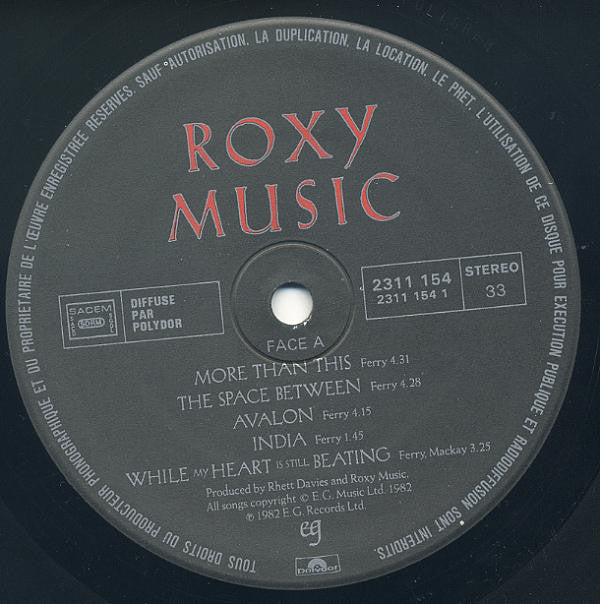 TOUS DROITS DU PRODUCTEUR PHONOGRAPHIQUE ET DU PROPRIETAIRE DE L'ŒUVRE ENREGISTREE RESERVES. SAUF AUTORISATION, LA DUPLICATION, LA LOCATION, LE PRET, L'UTILISATION DE CE DISQUE POUR EXECUTION PUBLIQUE ET RADIODIFFUSION SONT INTERDITS.
ROXY
MUSIC
SACEM
SDRM
DIFFUSE
PAR
POLYDOR
2311 154
2311 154 1
STEREO
33
FACE A
MORE THAN THIS Ferry 4.31
THE SPACE BETWEEN Ferry 4.28
AVALON Ferry 4.15
INDIA Ferry 1.45
WHILE MY HEART IS STILL BEATING Ferry, Mackay 3.25
Produced by Rhett Davies and Roxy Music.
All songs copyright © E.G. Music Ltd. 1982
℗ 1982 E.G. Records Ltd.
eg
Polydor